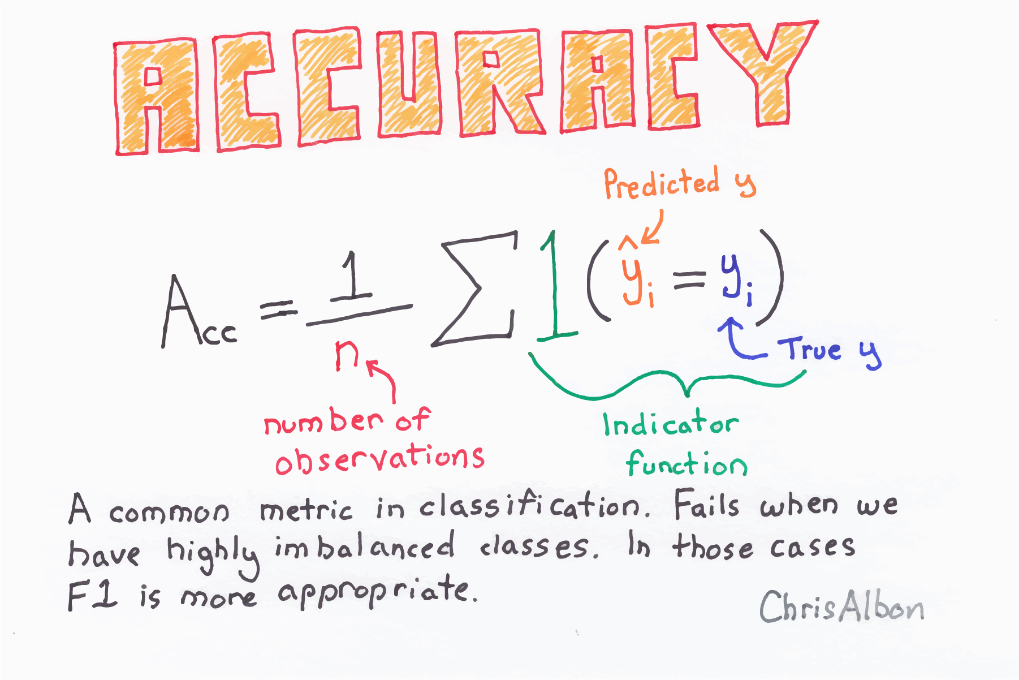 ACCURACY
Predicted y
Acc = 1/n Σ 1(ŷi = yi)
True y
number of
observations
Indicator
function
A common metric in classification. Fails when we
have highly imbalanced classes. In those cases
F1 is more appropriate.
ChrisAlbon